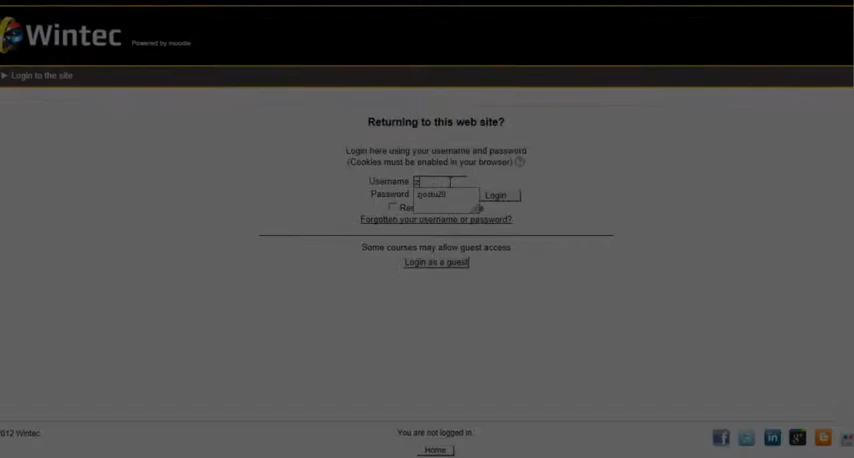 Wintec Powered by moodle
► Login to the site
Returning to this web site?
Login here using your username and password
(Cookies must be enabled in your browser)
Username z
Password Login
Forgotten your username or password?
Some courses may allow guest access
Login as a guest
2012 Wintec You are not logged in.
Home